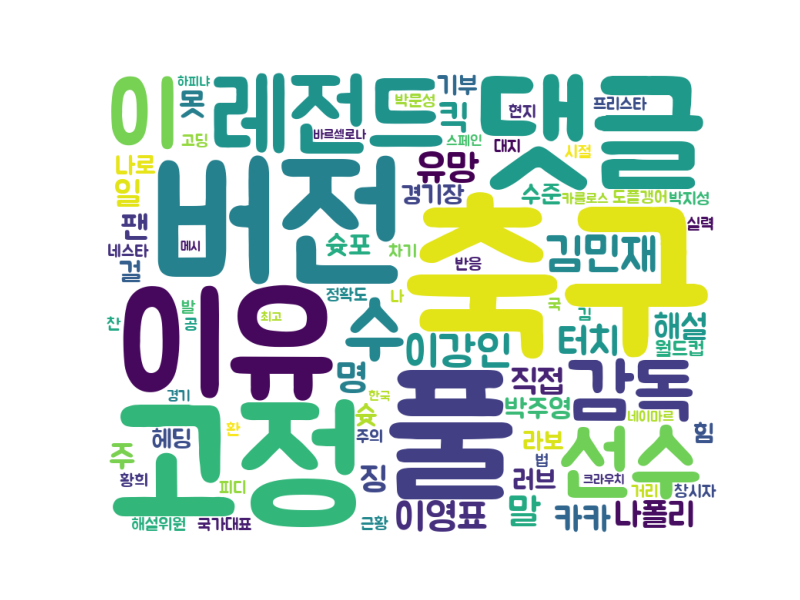 하피냐
이 레전드 댓글
못
박문성
기부
현지
프리스타
고딩
바르셀로나
킥
스페인
대지
시절
나로
버전
유망
일
경기장
수준
카를로스
도플갱어
박지성
팬
축구
실력
네스타
메시
슛포
차기
김민재
걸
반응
정확도
나
국
이유
찬
발
공
최고
수
김
해설
이강인
터치
월드컵
경기
명
풀
직접
감독
한국
고정
박주영
네이마르
슛
헤딩
환
주의
라보
선수
힘
주
법
황희
피디
징
러브
크라우치
거리
창시자
해설위원
국가대표
근황
이영표
말
카카
나폴리